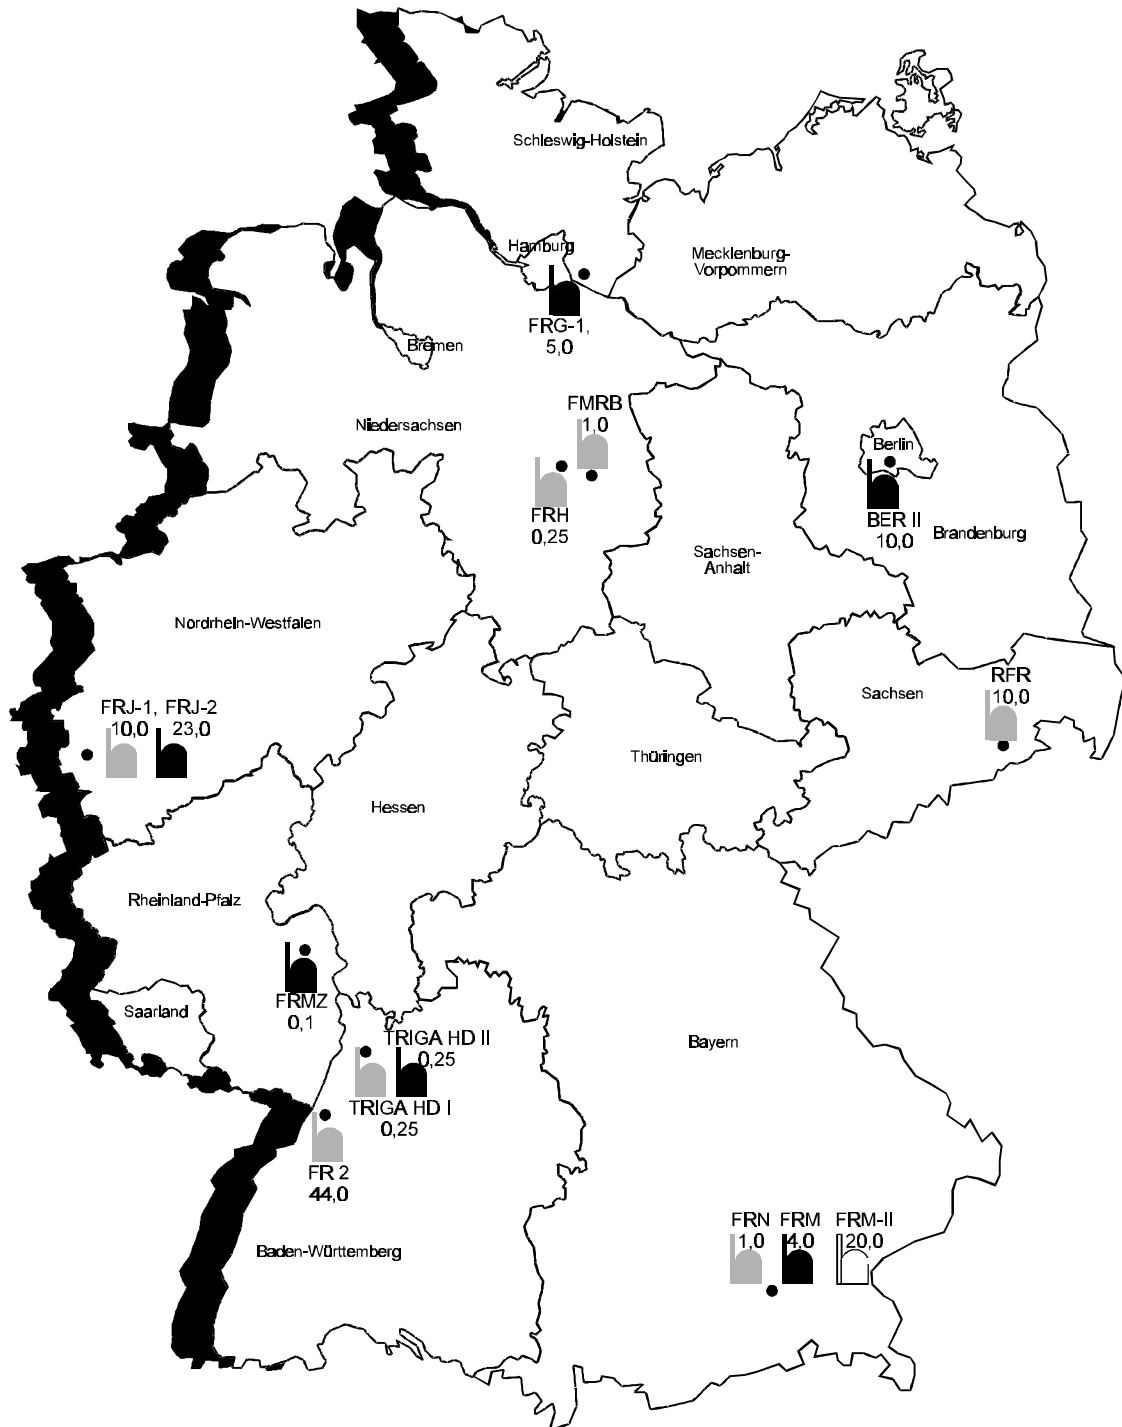 Schleswig-Holstein
Hamburg
Mecklenburg-
Vorpommern
FRG-1,
5,0
Bremen
FMRB
1,0
Niedersachsen
Berlin
FRH
0,25
BER II
10,0
Brandenburg
Sachsen-
Anhalt
Nordrhein-Westfalen
RFR
10,0
Sachsen
FRJ-1, FRJ-2
10,0 23,0
Thüringen
Hessen
Rheinland-Pfalz
FRMZ
0,1
Saarland
TRIGA HD II
0,25
Bayern
TRIGA HD I
0,25
FR 2
44,0
FRN FRM FRM-II
1,0 4,0 20,0
Baden-Württemberg